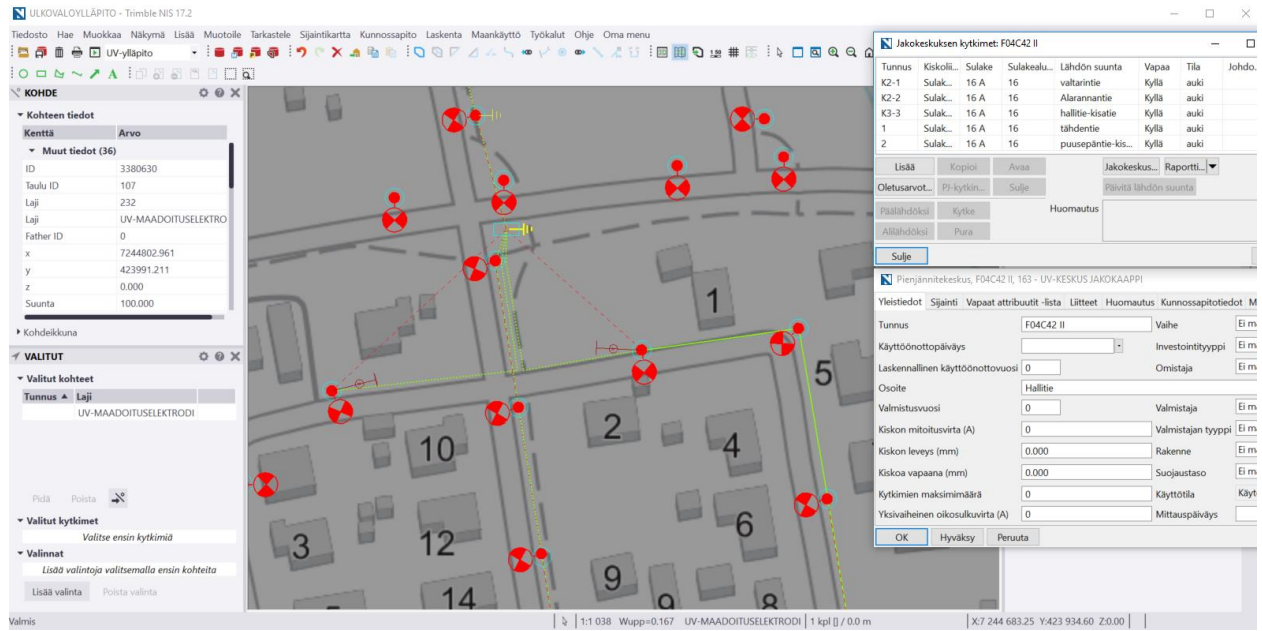 ULKOVALOYLLÄPITO - Trimble NIS 17.2
Tiedosto Hae Muokkaa Näkymä Lisää Muotoile Tarkastele Sijaintikartta Kunnossapito Laskenta Maankäyttö Työkalut Ohje Oma menu
UV-ylläpito
KOHDE
Kohteen tiedot
Kenttä Arvo
Muut tiedot (36)
ID 3380630
Taulu ID 107
Laji 232
Laji UV-MAADOITUSELEKTRO
Father ID 0
x 7244802.961
y 423991.211
z 0.000
Suunta 100.000
Kohdeikkuna
VALITUT
Valitut kohteet
Tunnus Laji
UV-MAADOITUSELEKTRODI
Pidä Poista
Valitut kytkimet
Valitse ensin kytkimiä
Valinnat
Lisää valintoja valitsemalla ensin kohteita
Lisää valinta Poista valinta
1
5
2
4
10
6
3
12
9
14
9
8
Jakokeskuksen kytkimet: F04C42 II
Tunnus Kiskolii... Sulake Sulakealu... Lähdön suunta Vapaa Tila Johdo.
K2-1 Sulak... 16 A 16 valtarintie Kyllä auki
K2-2 Sulak... 16 A 16 Alarannantie Kyllä auki
K3-3 Sulak... 16 A 16 hallitie-kisatie Kyllä auki
1 Sulak... 16 A 16 tähdentie Kyllä auki
2 Sulak... 16 A 16 puusepäntie-kis... Kyllä auki
Lisää Kopioi Avaa Jakokeskus... Raportti...
Oletusarvot... PJ-kytkin... Sulje Päivitä lähdön suunta
Päälähdöksi Kytke Huomautus
Alilähdöksi Pura
Sulje
Pienjännitekeskus, F04C42 II, 163 - UV-KESKUS JAKOKAAPPI
Yleistiedot Sijainti Vapaat attribuutit -lista Liitteet Huomautus Kunnossapitotiedot M
Tunnus F04C42 II Vaihe Ei m
Käyttöönottopäiväys Investointityyppi Ei m
Laskennallinen käyttöönottovuosi 0 Omistaja Ei m
Osoite Hallitie
Valmistusvuosi 0 Valmistaja Ei m
Kiskon mitoitusvirta (A) 0 Valmistajan tyyppi Ei m
Kiskon leveys (mm) 0.000 Rakenne Ei m
Kiskoa vapaana (mm) 0.000 Suojaustaso Ei m
Kytkimien maksimimäärä 0 Käyttötila Käyt
Yksivaiheinen oikosulkuvirta (A) 0 Mittauspäiväys
OK Hyväksy Peruuta
Valmis 1:1 038 Wupp=0.167 UV-MAADOITUSELEKTRODI 1 kpl [] / 0.0 m X:7 244 683.25 Y:423 934.60 Z:0.00